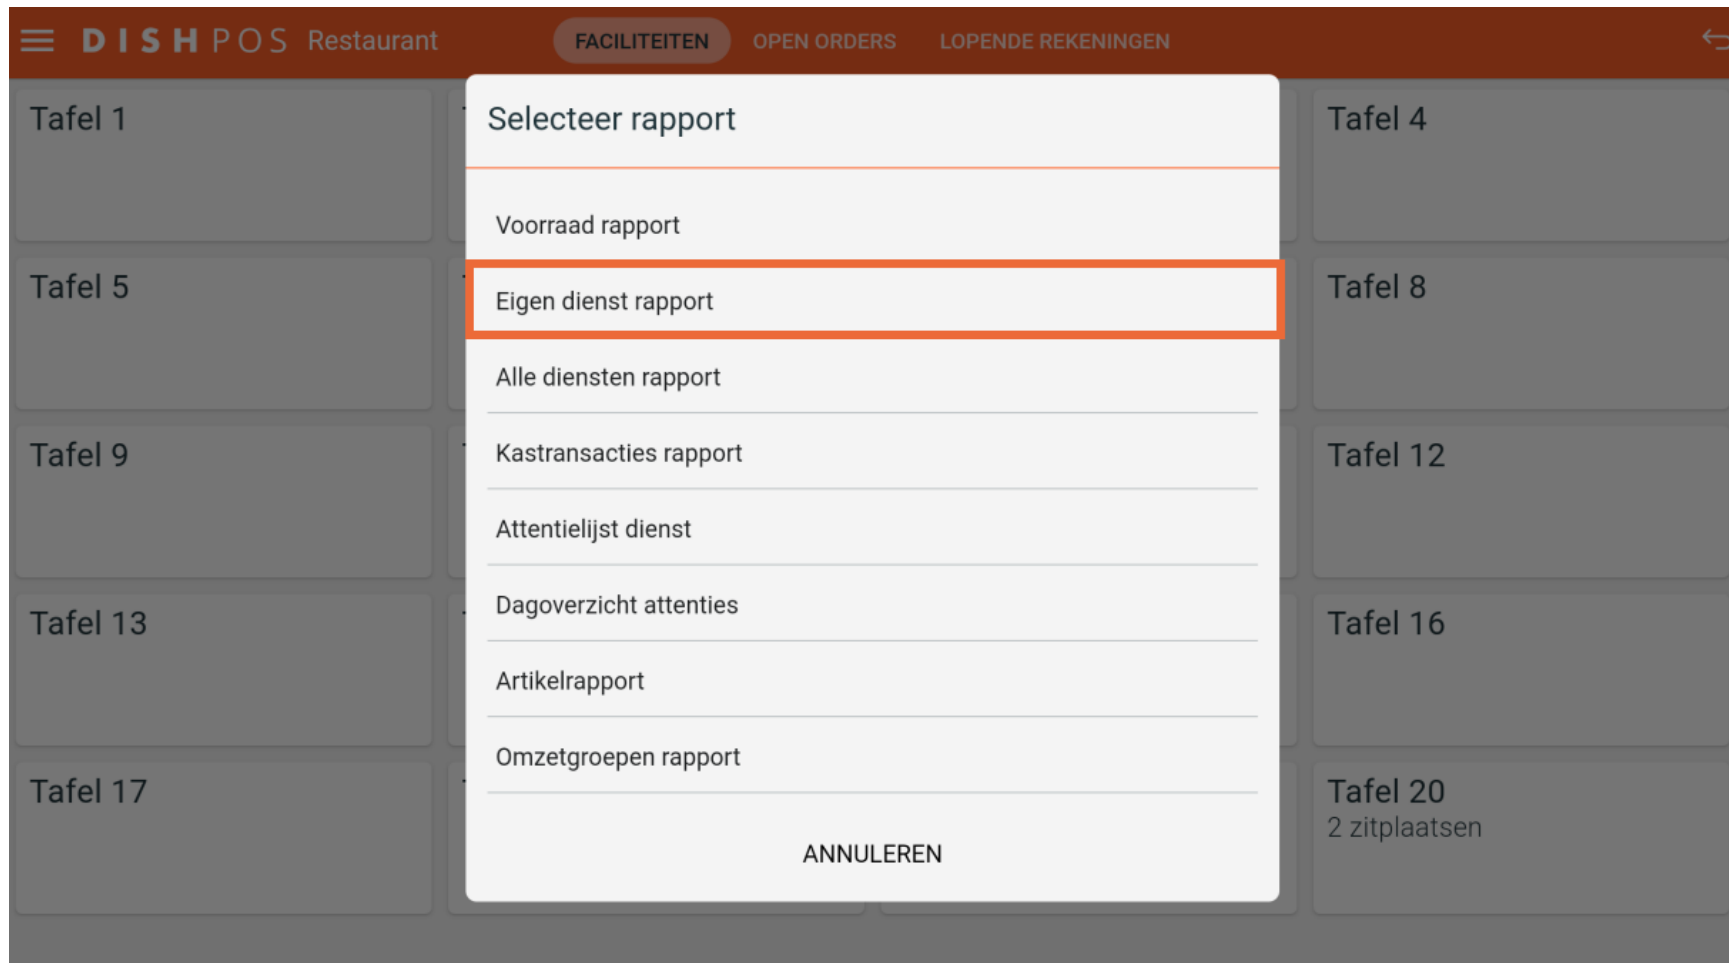 DISH POS Restaurant FACILITEITEN OPEN ORDERS LOPENDE REKENINGEN
Selecteer rapport
Voorraad rapport
Eigen dienst rapport
Alle diensten rapport
Kastransacties rapport
Attentielijst dienst
Dagoverzicht attenties
Artikelrapport
Omzetgroepen rapport
ANNULEREN
Tafel 1
Tafel 4
Tafel 5
Tafel 8
Tafel 9
Tafel 12
Tafel 13
Tafel 16
Tafel 17
Tafel 20
2 zitplaatsen